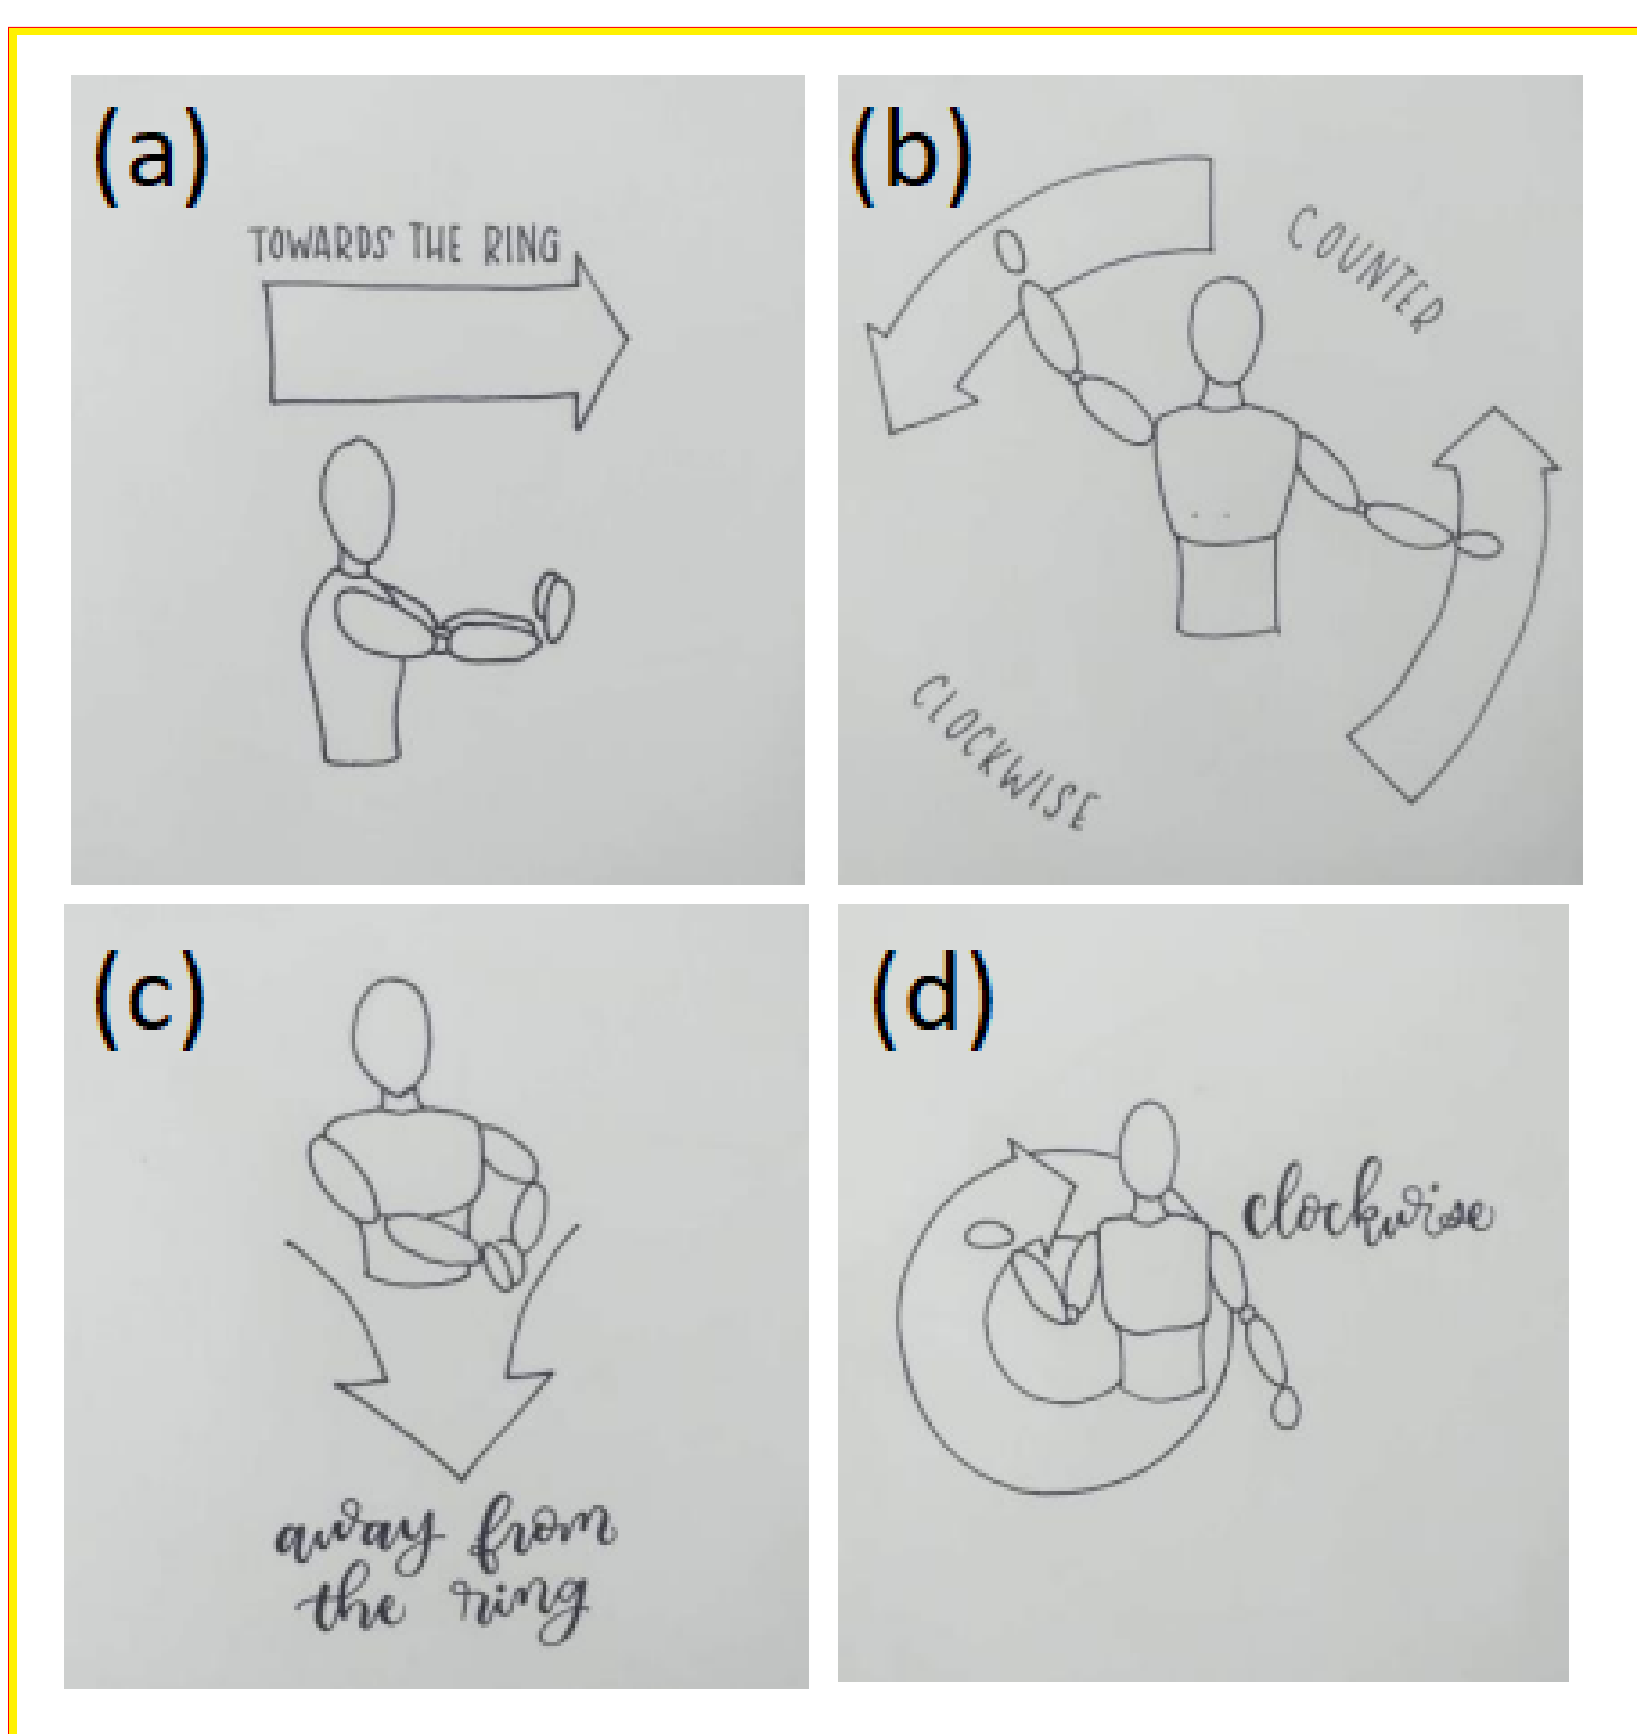 (a)
TOWARDS THE RING
(b)
COUNTER
CLOCKWISE
(c)
away from
the ring
(d)
clockwise